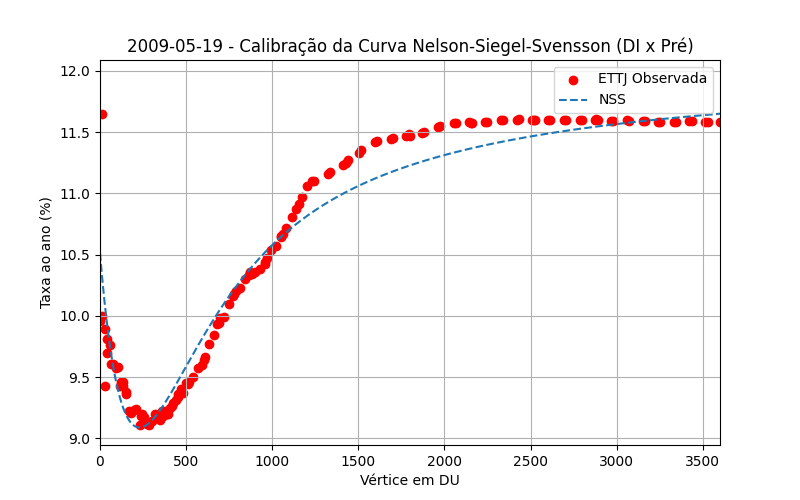 2009-05-19 - Calibração da Curva Nelson-Siegel-Svensson (DI x Pré)
12.0
11.5
11.0
10.5
10.0
9.5
9.0
Taxa ao ano (%)
ETTJ Observada
NSS
0 500 1000 1500 2000 2500 3000 3500
Vértice em DU